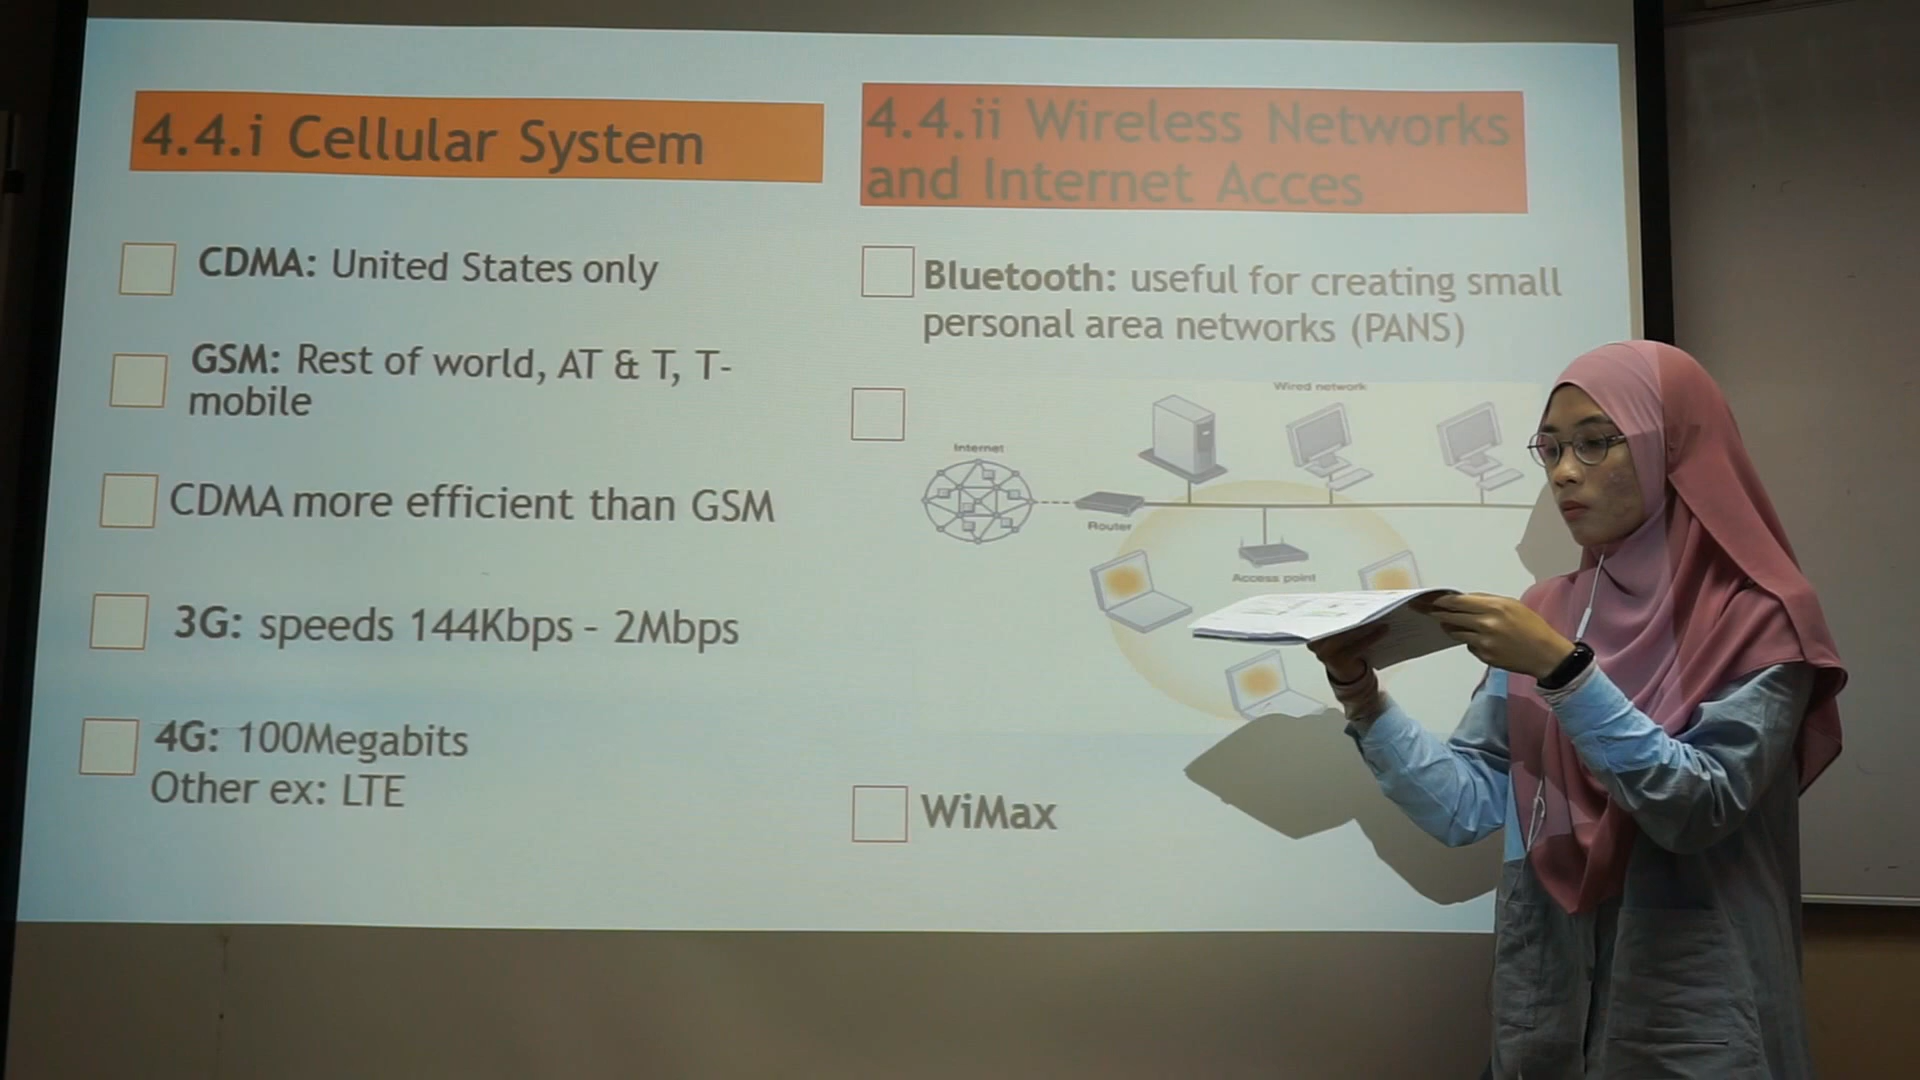 4.4.i Cellular System
CDMA: United States only
GSM: Rest of world, AT & T, T-
mobile
CDMA more efficient than GSM
3G: speeds 144Kbps - 2Mbps
4G: 100Megabits
Other ex: LTE
4.4.ii Wireless Networks
and Internet Acces
Bluetooth: useful for creating small
personal area networks (PANS)
Wired network
Internet
Router
Access point
WiMax